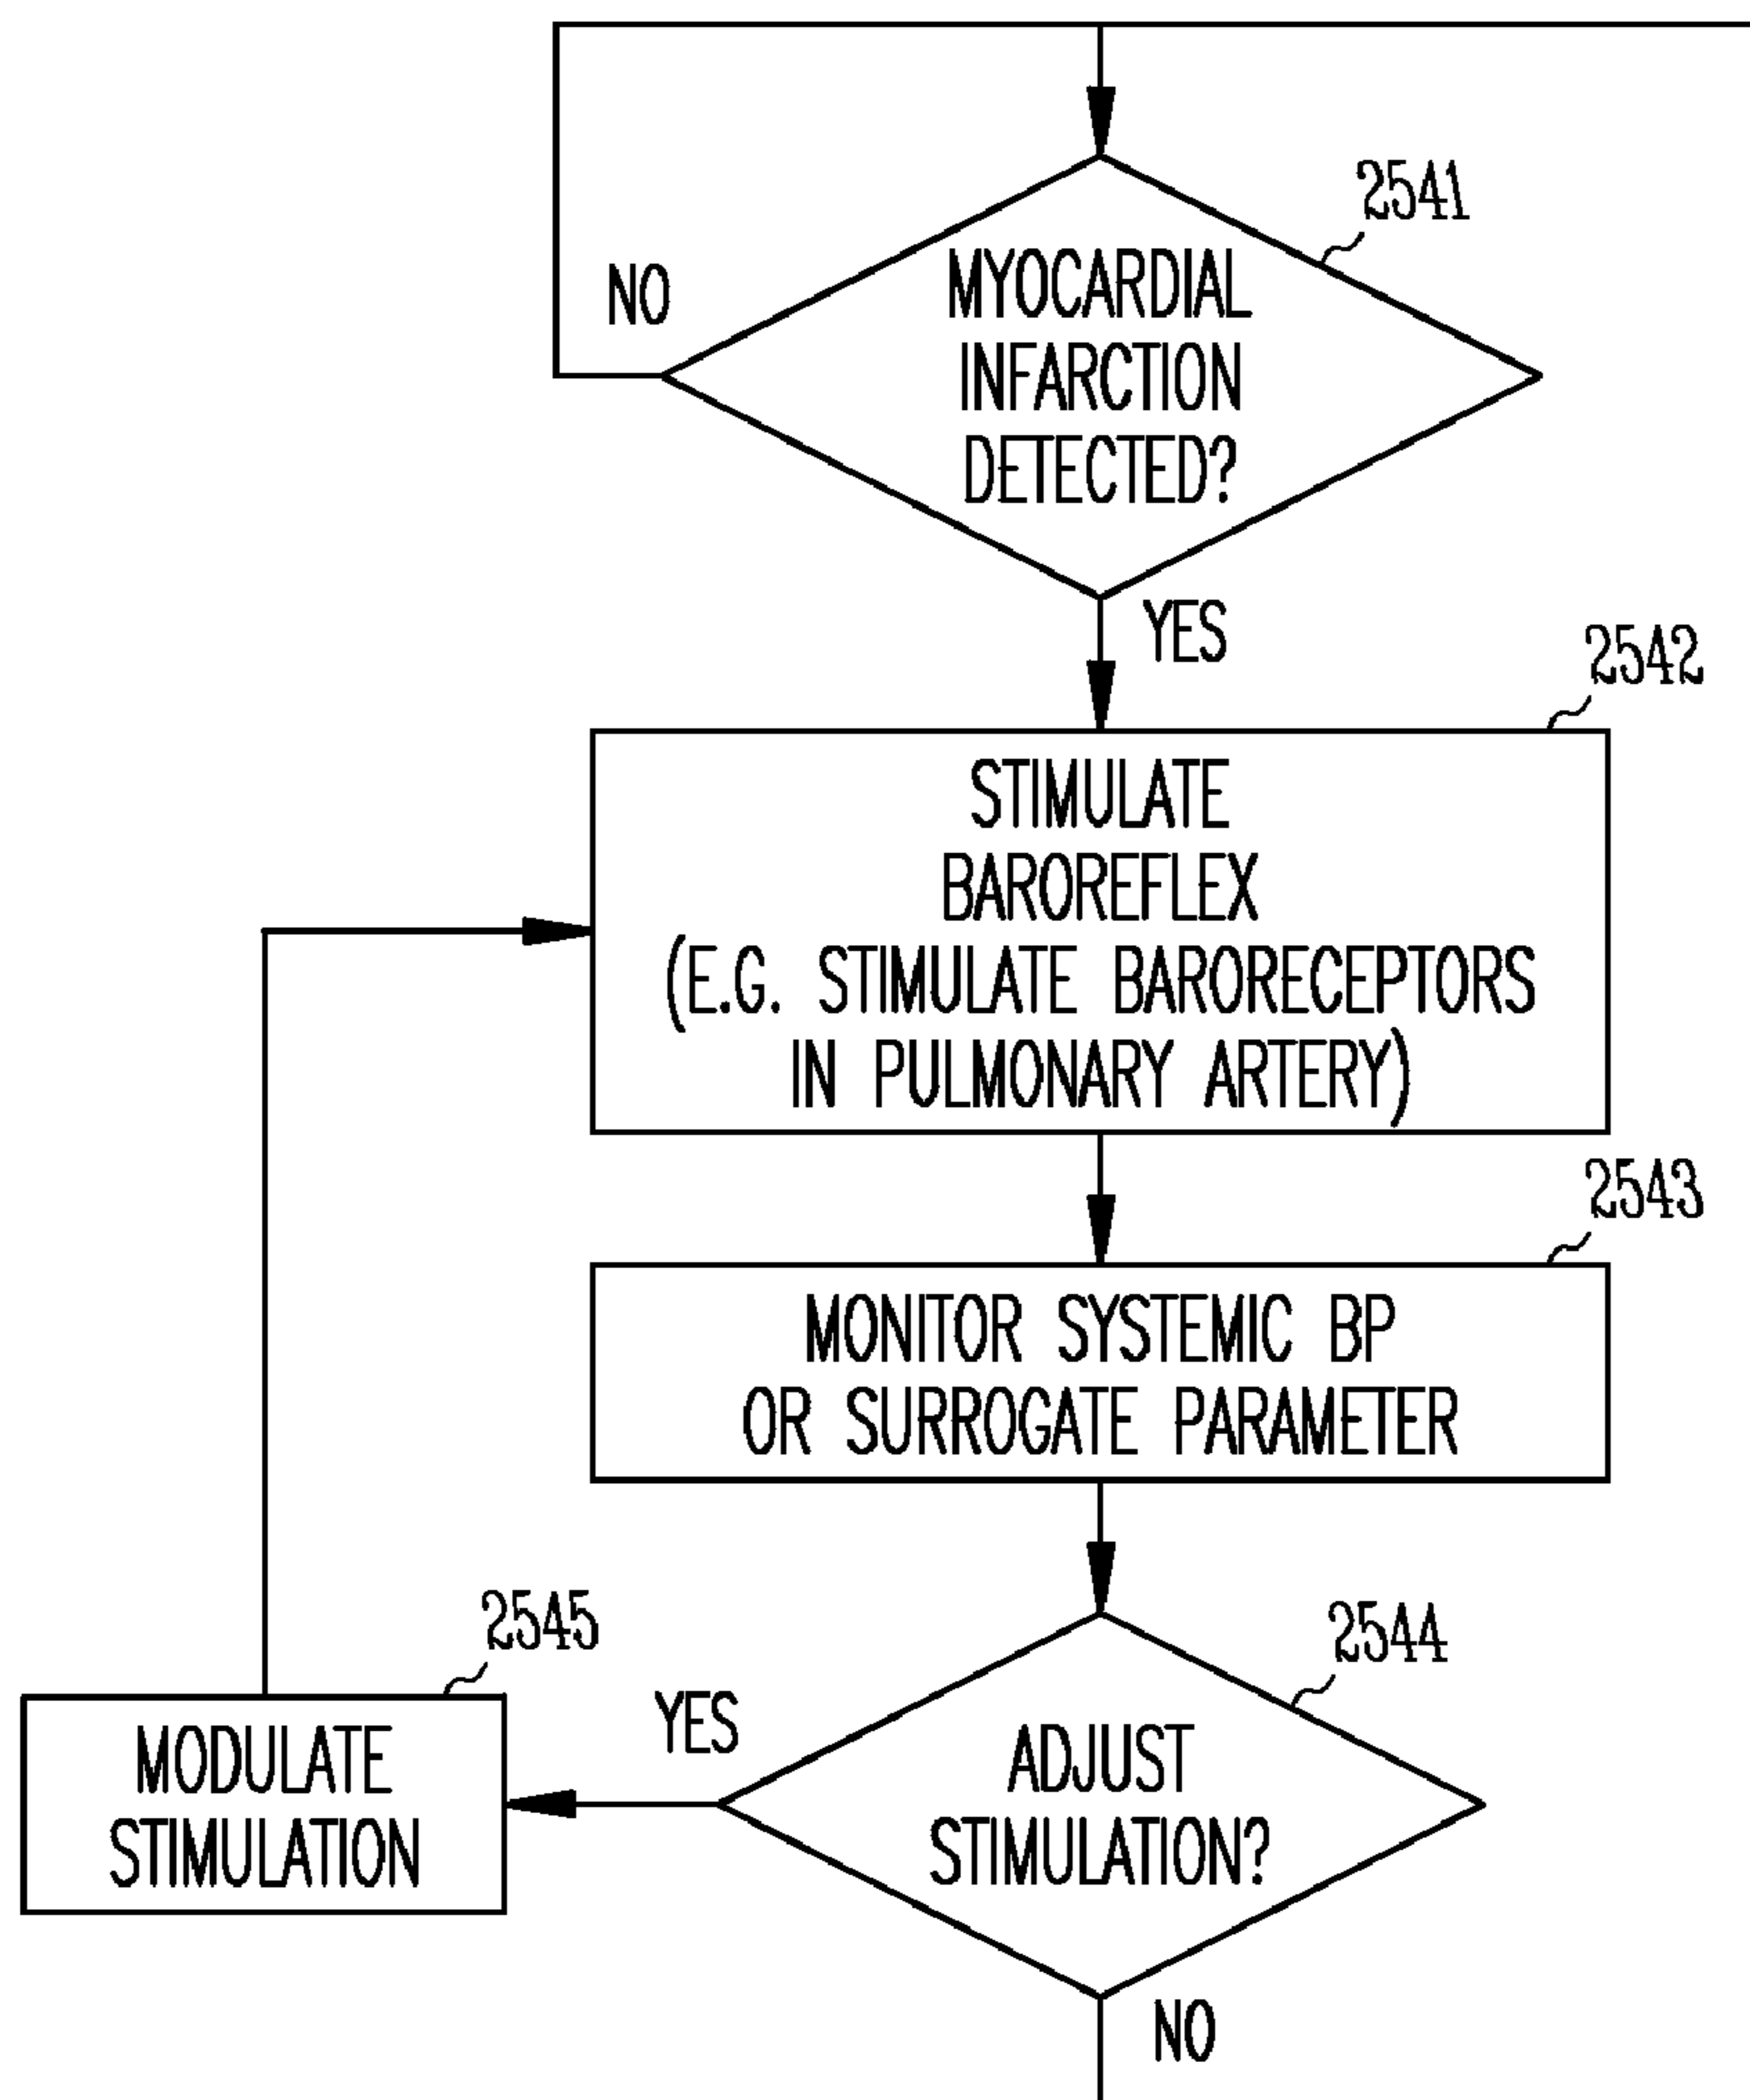 2541
MYOCARDIAL
INFARCTION
DETECTED?
NO
YES
2542
STIMULATE
BAROREFLEX
(E.G. STIMULATE BARORECEPTORS
IN PULMONARY ARTERY)
2543
MONITOR SYSTEMIC BP
OR SURROGATE PARAMETER
2544
ADJUST
STIMULATION?
YES
2545
MODULATE
STIMULATION
NO